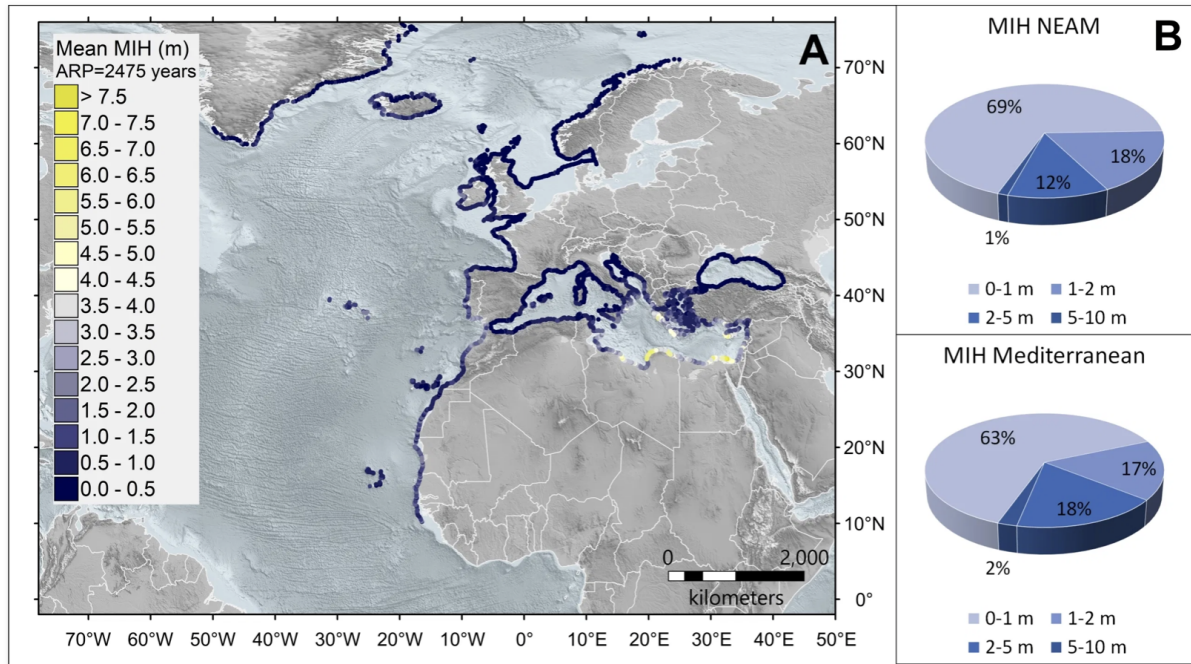 A
Mean MIH (m)
ARP=2475 years
> 7.5
7.0 - 7.5
6.5 - 7.0
6.0 - 6.5
5.5 - 6.0
5.0 - 5.5
4.5 - 5.0
4.0 - 4.5
3.5 - 4.0
3.0 - 3.5
2.5 - 3.0
2.0 - 2.5
1.5 - 2.0
1.0 - 1.5
0.5 - 1.0
0.0 - 0.5
70°N
60°N
50°N
40°N
30°N
20°N
10°N
0°
0 2,000
kilometers
70°W 60°W 50°W 40°W 30°W 20°W 10°W 0° 10°E 20°E 30°E 40°E 50°E
MIH NEAM
B
69%
18%
12%
1%
0-1 m 1-2 m
2-5 m 5-10 m
MIH Mediterranean
63%
17%
18%
2%
0-1 m 1-2 m
2-5 m 5-10 m